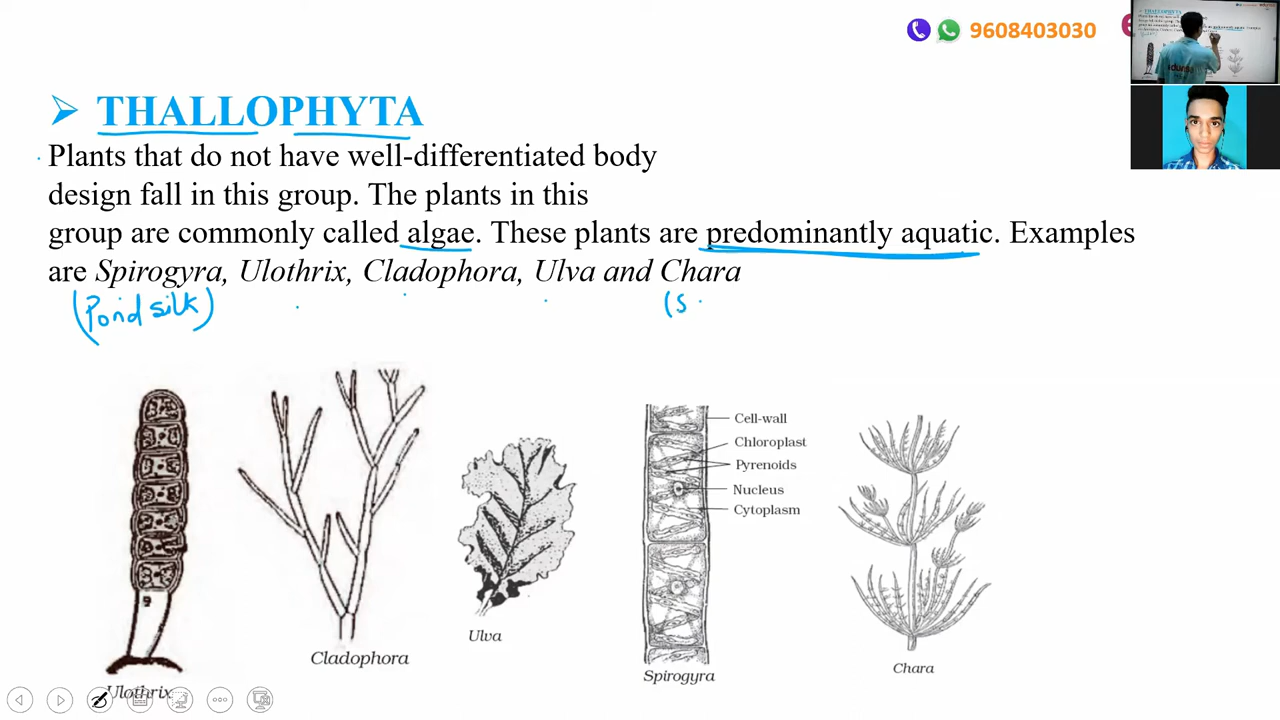 9608403030
THALLOPHYTA
Plants that do not have well-differentiated body
design fall in this group. The plants in this
group are commonly called algae. These plants are predominantly aquatic. Examples
are Spirogyra, Ulothrix, Cladophora, Ulva and Chara
(Pond silk) (S
Cell-wall
Chloroplast
Pyrenoids
Nucleus
Cytoplasm
Ulva
Cladophora
Chara
Spirogyra
Ulothrix